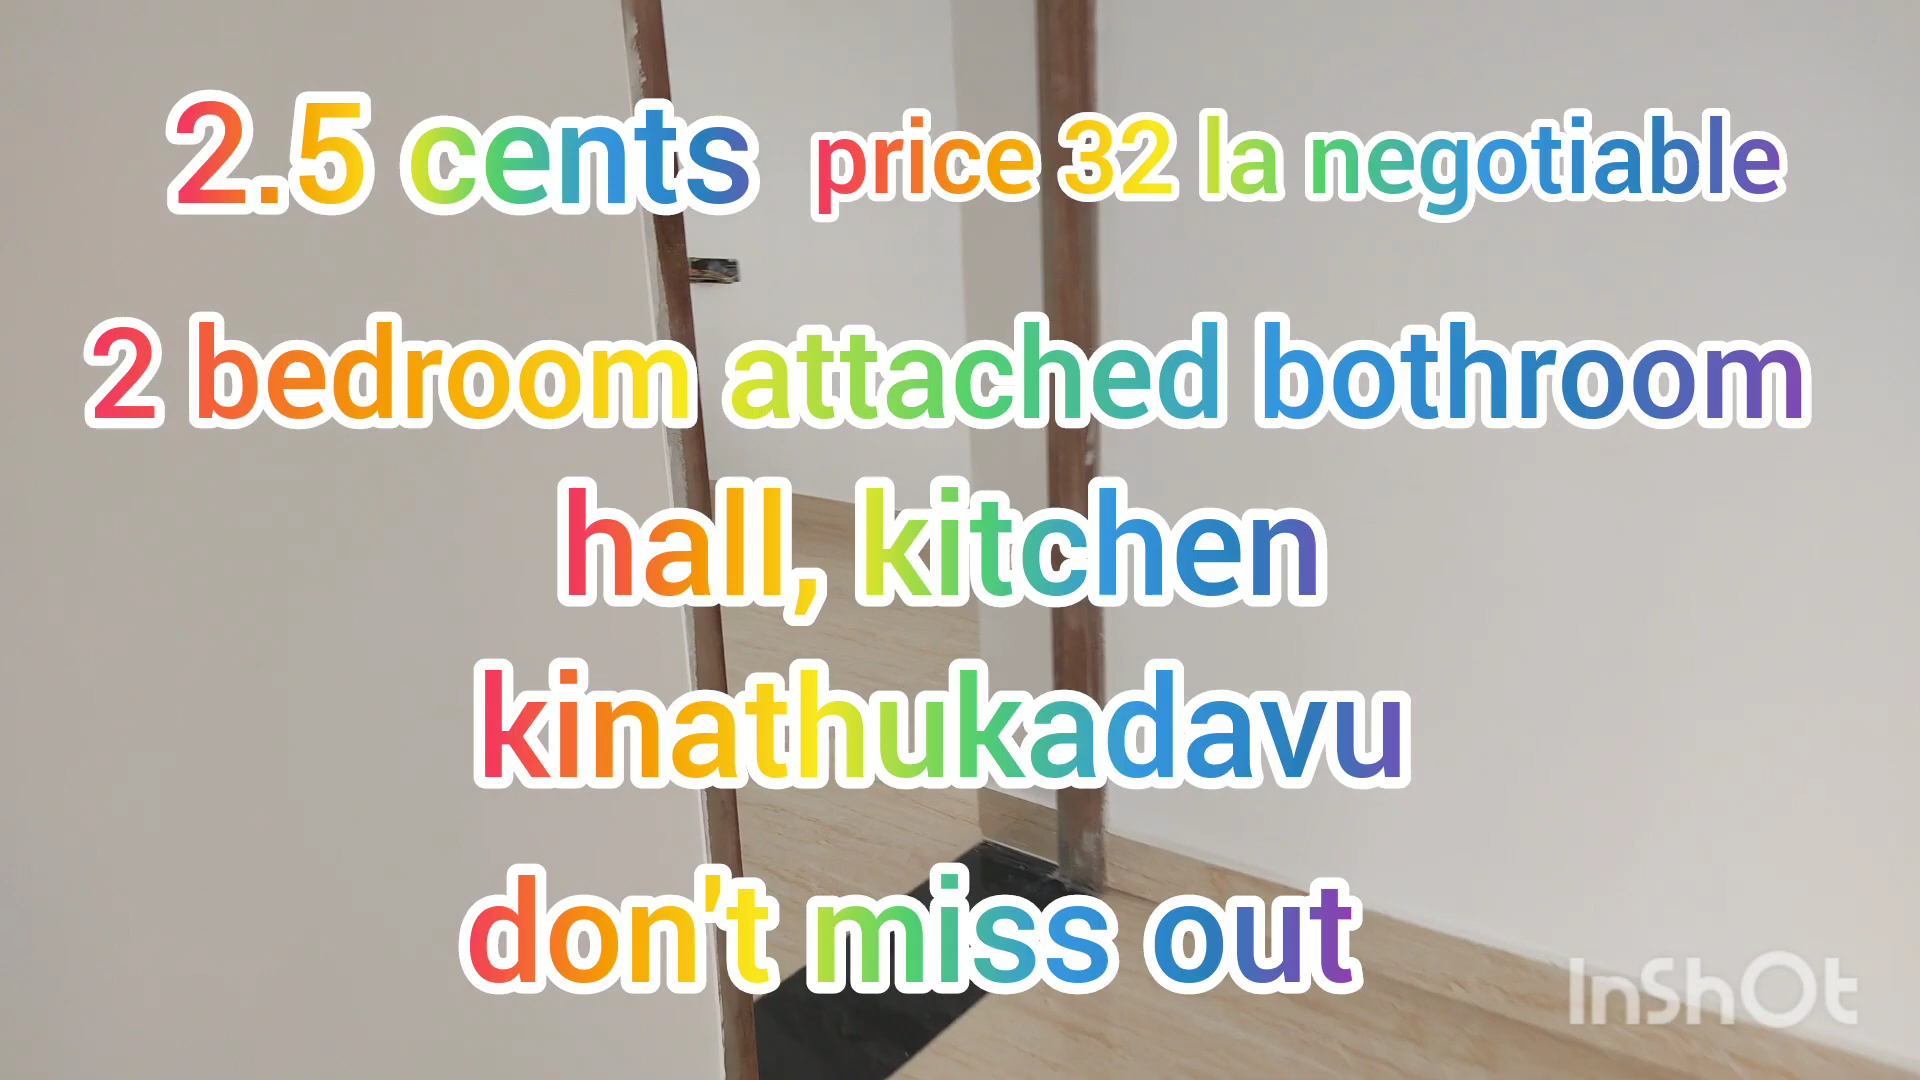 2.5 cents price 32 la negotiable
2 bedroom attached bothroom
hall, kitchen
kinathukadavu
don't miss out
InShOt